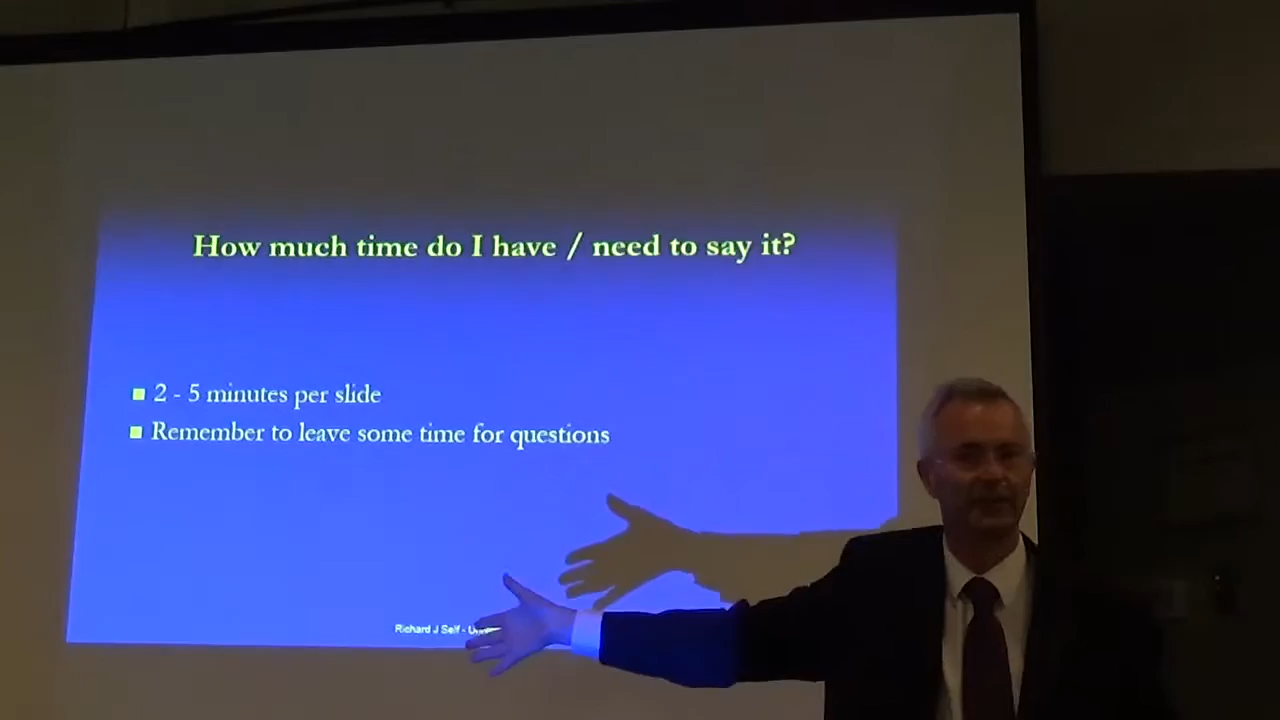 How much time do I have / need to say it?
2 - 5 minutes per slide
Remember to leave some time for questions
Richard J Self -